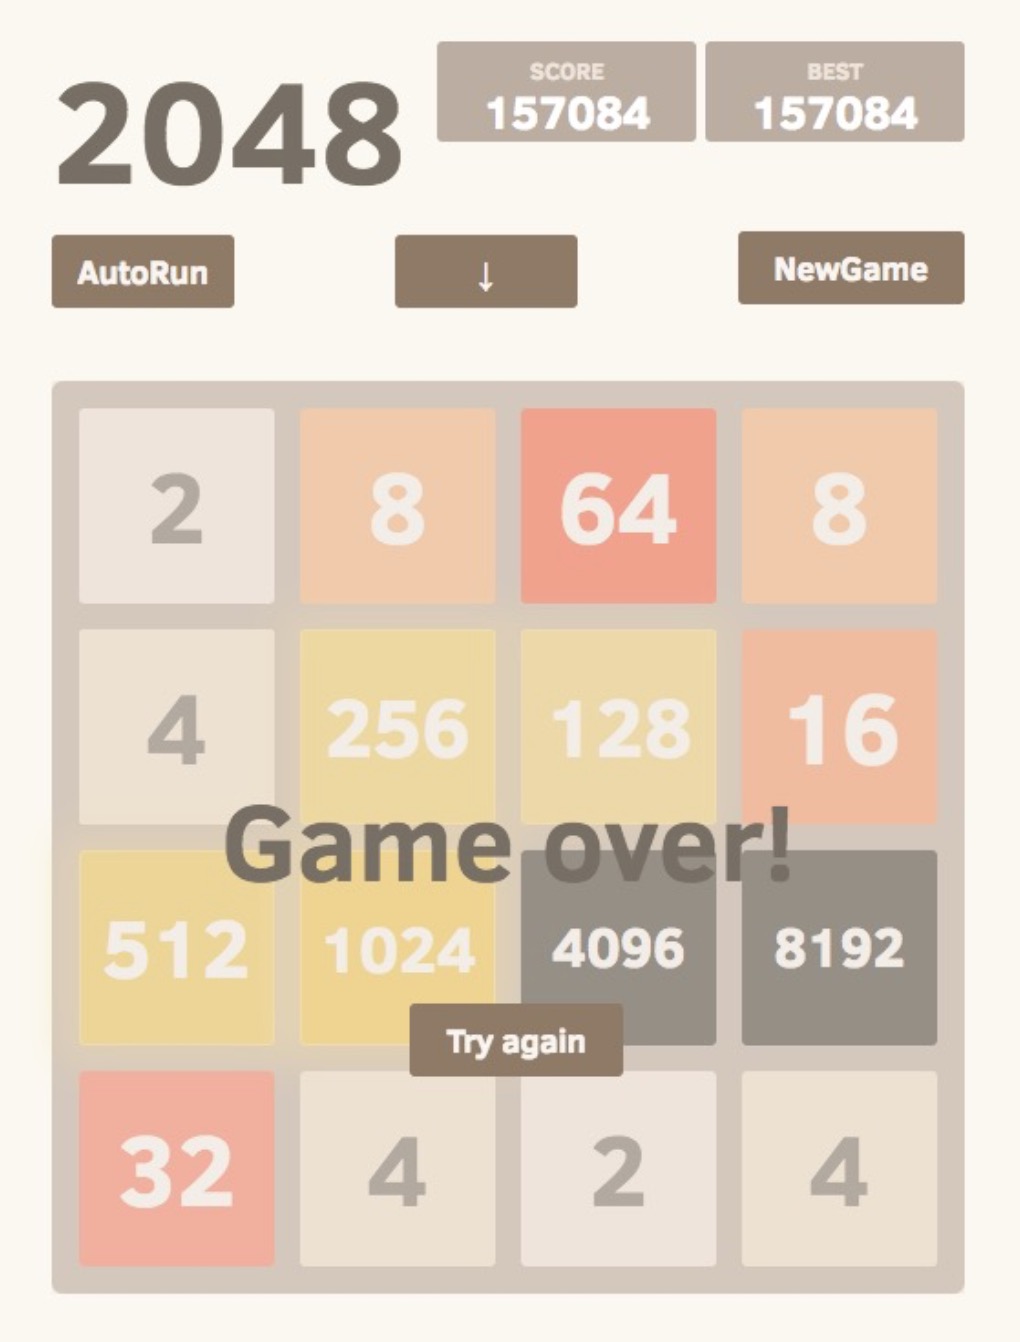 2048
SCORE
157084
BEST
157084
AutoRun
↓
NewGame
2 8 64 8
4 256 128 16
Game over!
512 1024 4096 8192
Try again
32 4 2 4